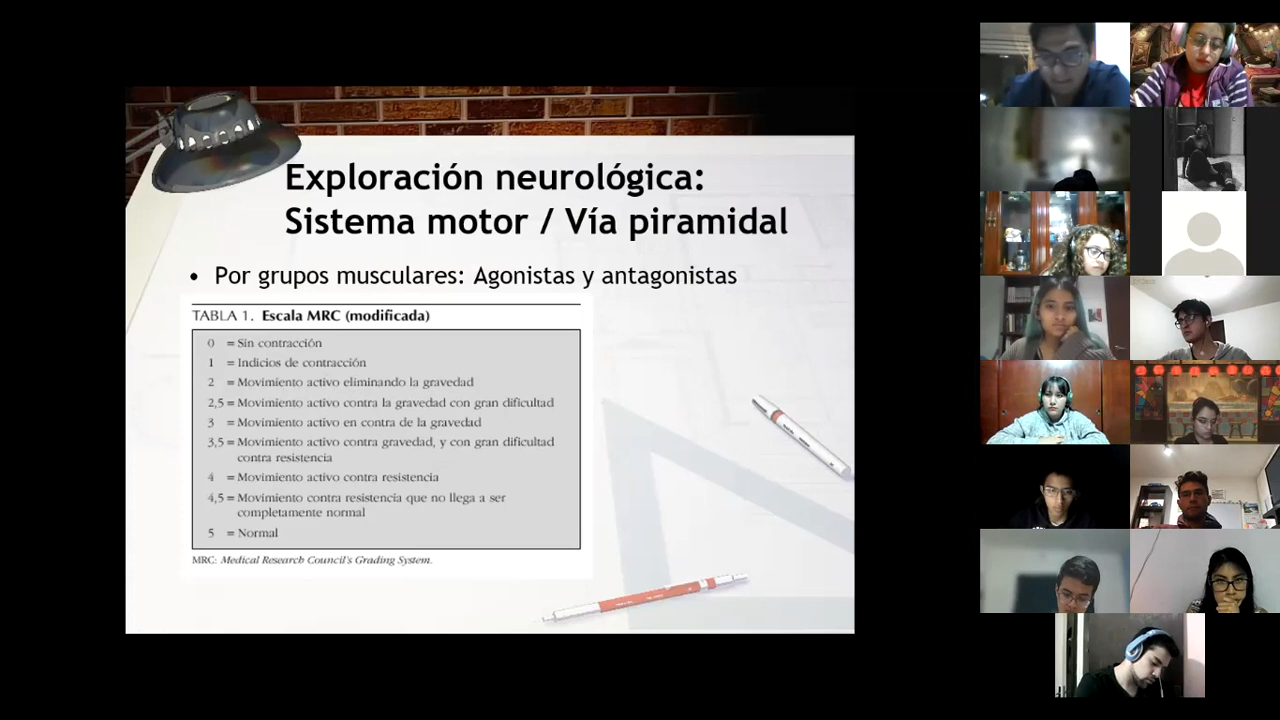 Exploración neurológica:
Sistema motor / Vía piramidal
• Por grupos musculares: Agonistas y antagonistas
TABLA 1. Escala MRC (modificada)
0 = Sin contracción
1 = Indicios de contracción
2 = Movimiento activo eliminando la gravedad
2,5 = Movimiento activo contra la gravedad con gran dificultad
3 = Movimiento activo en contra de la gravedad
3,5 = Movimiento activo contra gravedad, y con gran dificultad
contra resistencia
4 = Movimiento activo contra resistencia
4,5 = Movimiento contra resistencia que no llega a ser
completamente normal
5 = Normal
MRC: Medical Research Council's Grading System.